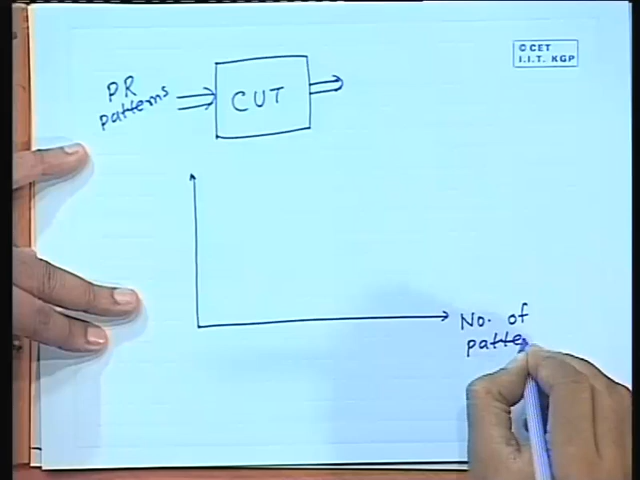 © CET
I.I.T. KGP
PR
patterns
CUT
No. of
patte